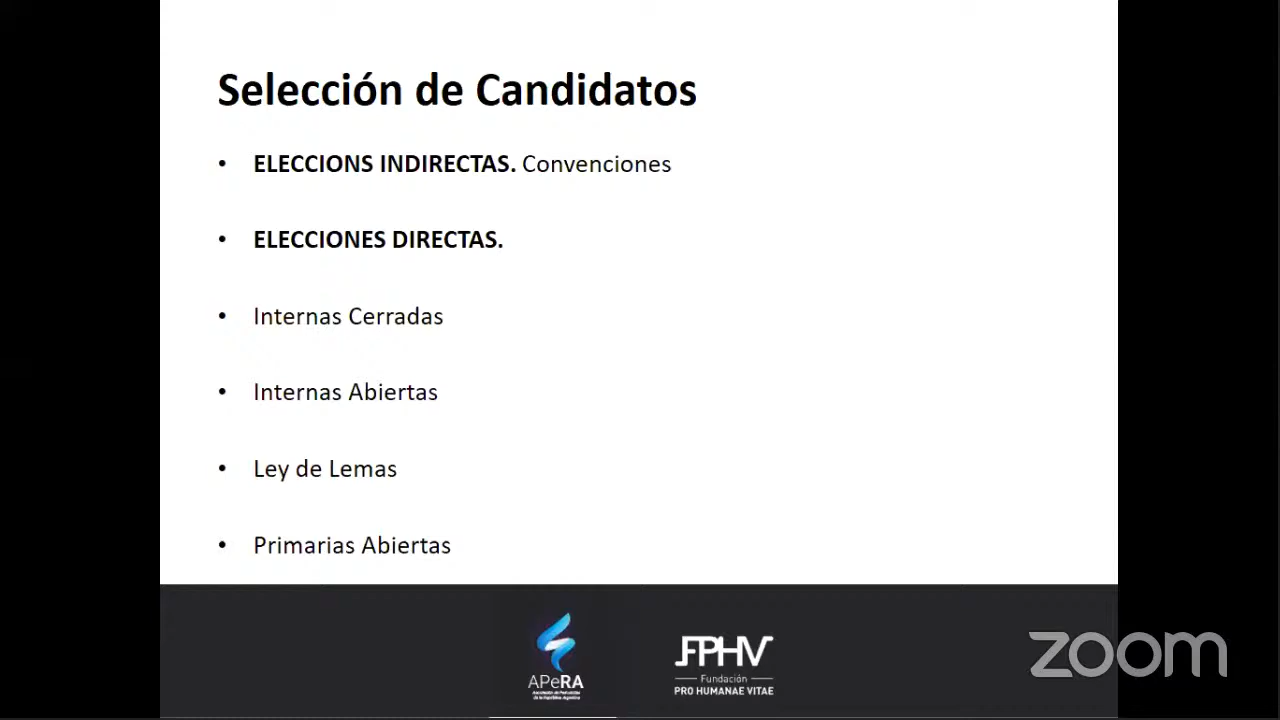 Selección de Candidatos
• ELECCIONS INDIRECTAS. Convenciones
• ELECCIONES DIRECTAS.
• Internas Cerradas
• Internas Abiertas
• Ley de Lemas
• Primarias Abiertas
APeRA
Asociación de Peronistas
de la República Argentina
FPHV
Fundación
PRO HUMANAE VITAE
zoom